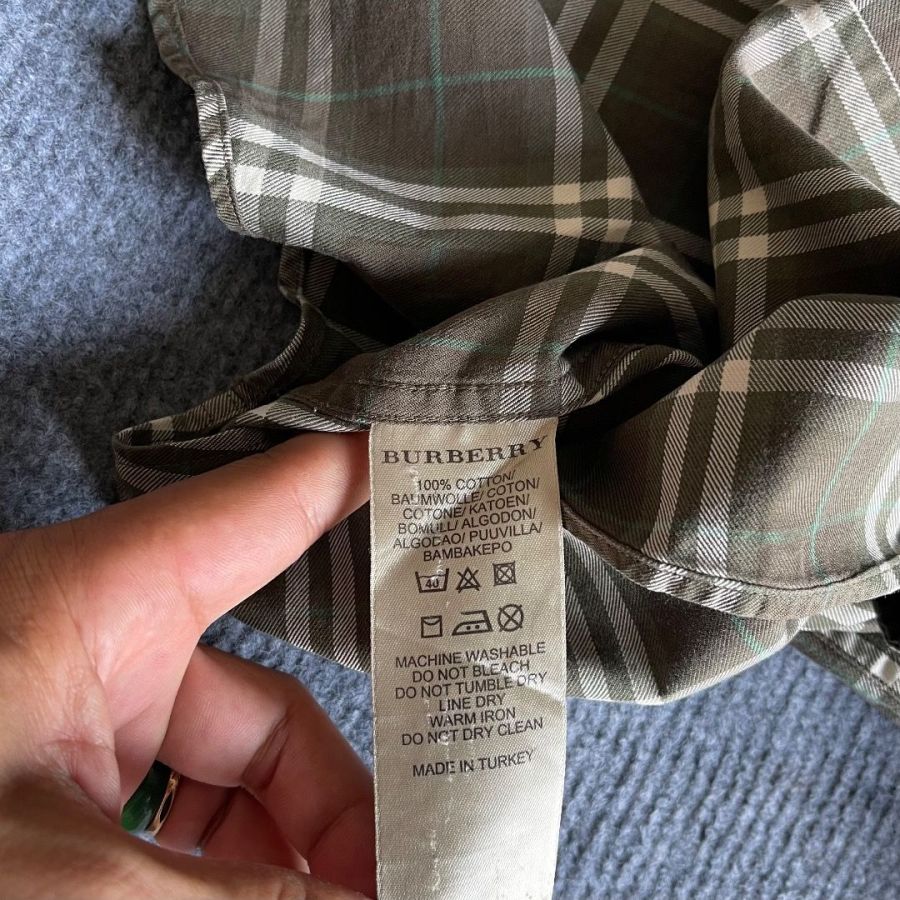 BURBERRY
100% COTTON/
BAUMWOLLE/ COTON/
COTONE/ KATOEN/
BOMULL/ ALGODON/
ALGODAO/ PUUVILLA/
BAMBAKEPO
40
MACHINE WASHABLE
DO NOT BLEACH
DO NOT TUMBLE DRY
LINE DRY
WARM IRON
DO NOT DRY CLEAN
MADE IN TURKEY